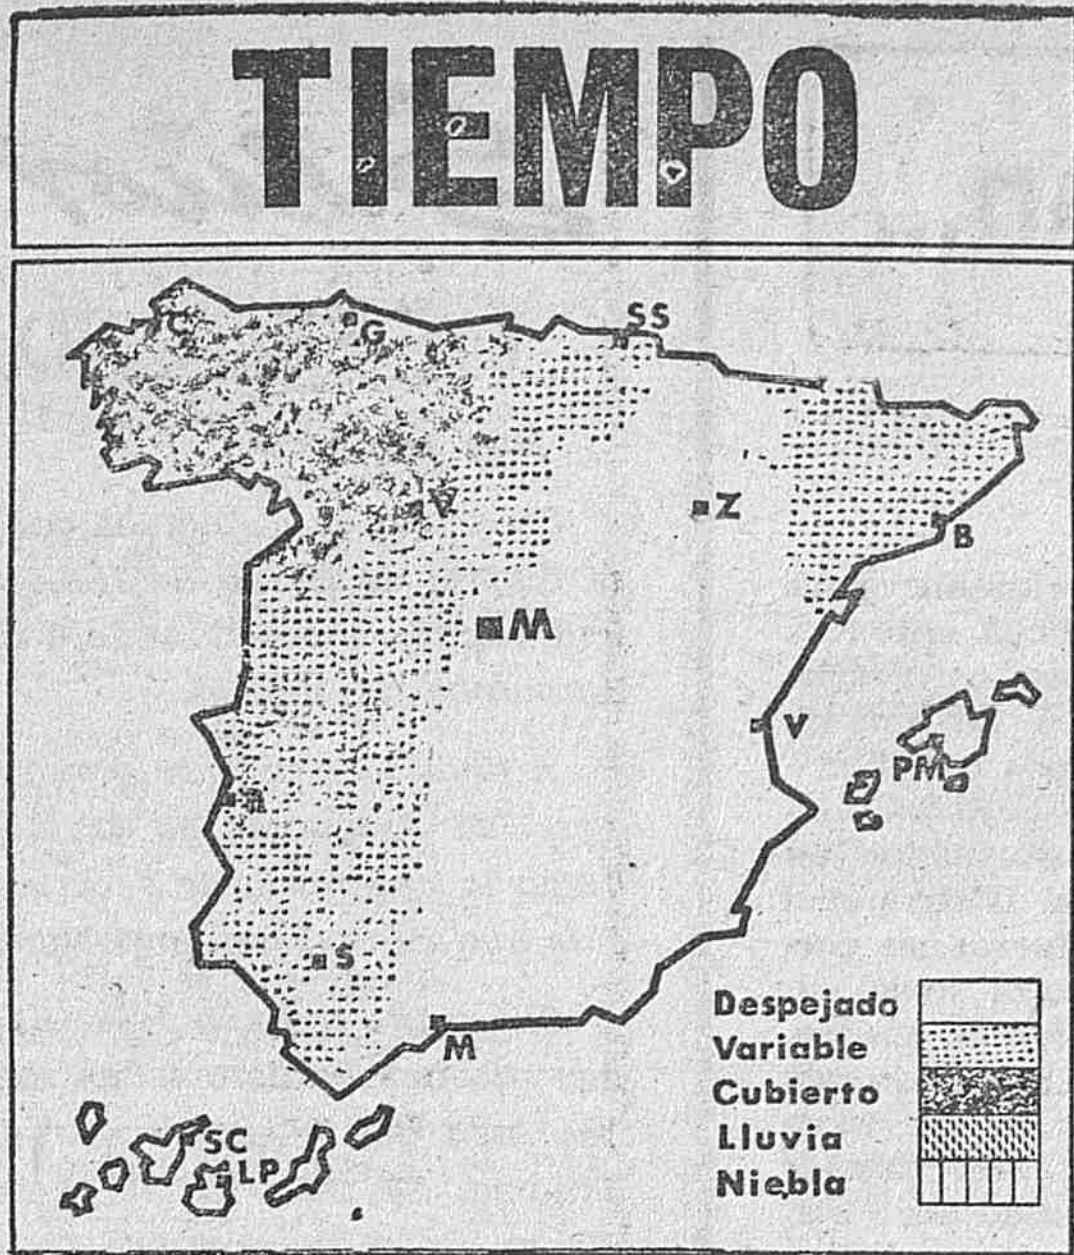 TIEMPO
C
G
SS
V
Z
B
M
V
PM
S
M
SC
LP
Despejado
Variable
Cubierto
Lluvia
Niebla